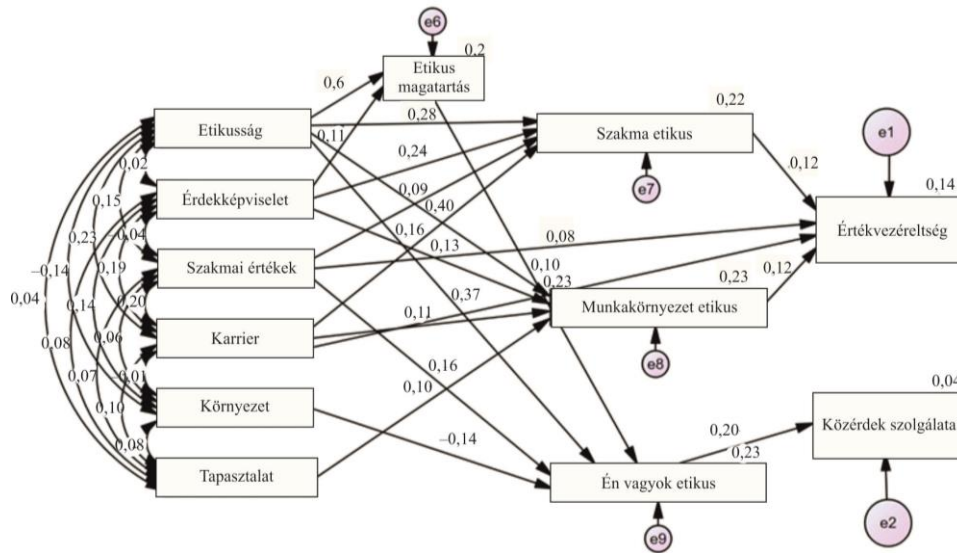 e6
0,2
Etikus
magatartás
0,6
0,22
Etikusság
0,28
Szakma etikus
e1
0,11
0,02
0,24
e7
0,12
0,14
Érdekképviselet
0,09
0,15
0,40
Értékvezéreltség
0,23
–0,04
0,16
0,13
0,08
Szakmai értékek
–0,14
0,19
0,10
0,23
0,23
0,12
0,04
0,14
0,20
0,37
0,11
Munkakörnyezet etikus
Karrier
0,08
0,06
0,16
e8
0,07
–0,01
0,10
0,04
0,10
Környezet
Közérdek szolgálata
0,08
–0,14
0,20
0,23
Tapasztalat
Én vagyok etikus
e2
e9